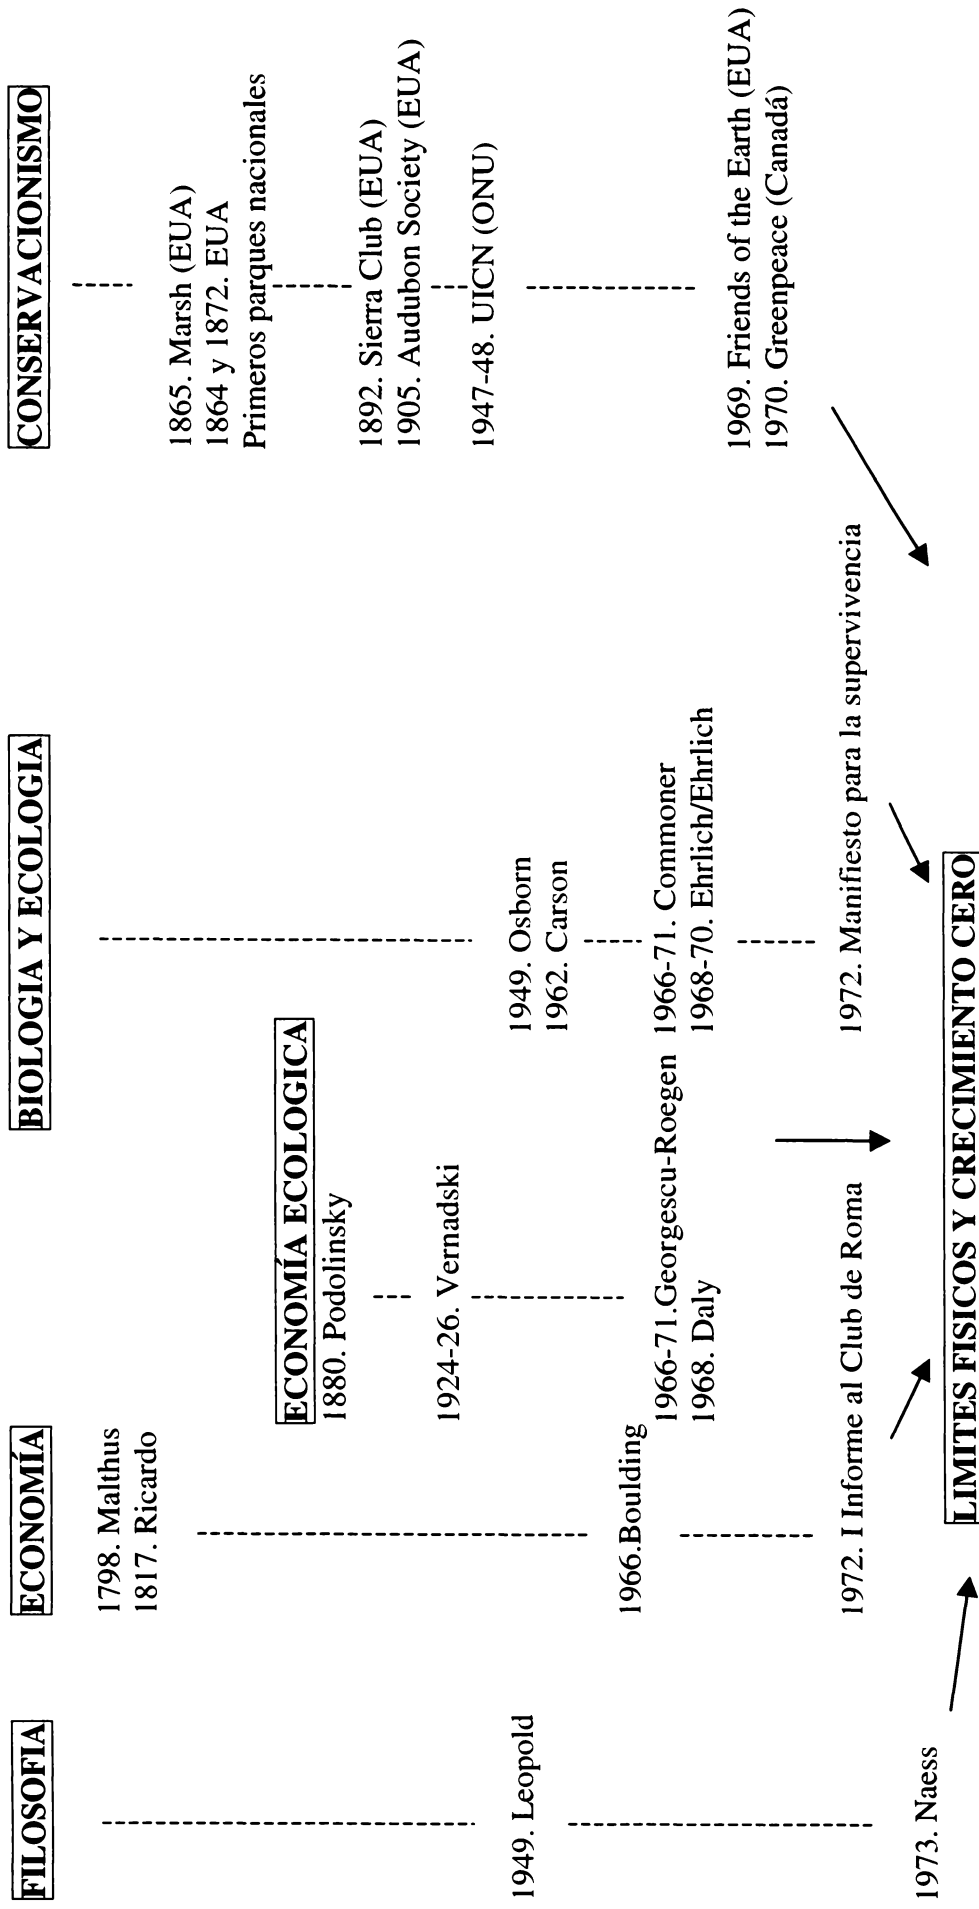 FILOSOFIA
1949. Leopold
1973. Naess
ECONOMÍA
1798. Malthus
1817. Ricardo
1966.Boulding
1972. I Informe al Club de Roma
ECONOMÍA ECOLOGICA
1880. Podolinsky
1924-26. Vernadski
1966-71.Georgescu-Roegen
1968. Daly
BIOLOGIA Y ECOLOGIA
1949. Osborn
1962. Carson
1966-71. Commoner
1968-70. Ehrlich/Ehrlich
1972. Manifiesto para la supervivencia
CONSERVACIONISMO
1865. Marsh (EUA)
1864 y 1872. EUA
Primeros parques nacionales
1892. Sierra Club (EUA)
1905. Audubon Society (EUA)
1947-48. UICN (ONU)
1969. Friends of the Earth (EUA)
1970. Greenpeace (Canadá)
LIMITES FISICOS Y CRECIMIENTO CERO